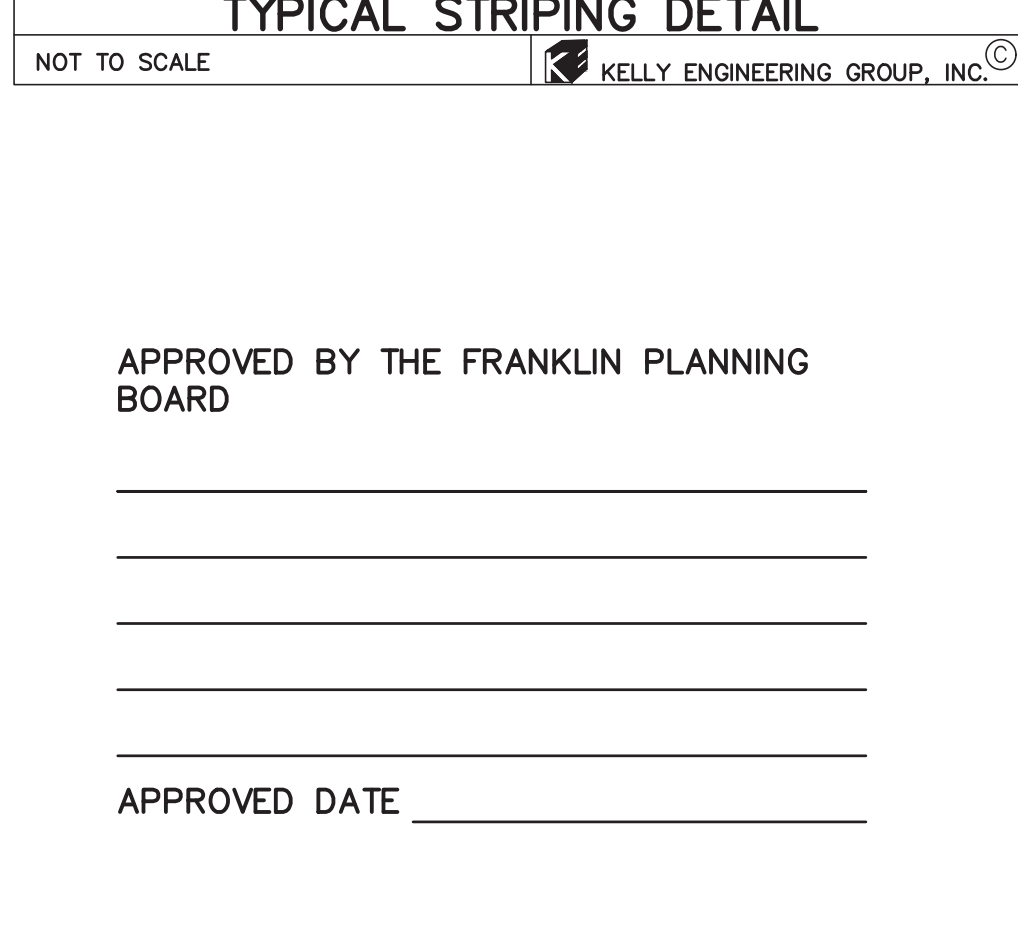 TYPICAL STRIPING DETAIL
NOT TO SCALE
KELLY ENGINEERING GROUP, INC.©
APPROVED BY THE FRANKLIN PLANNING
BOARD
APPROVED DATE